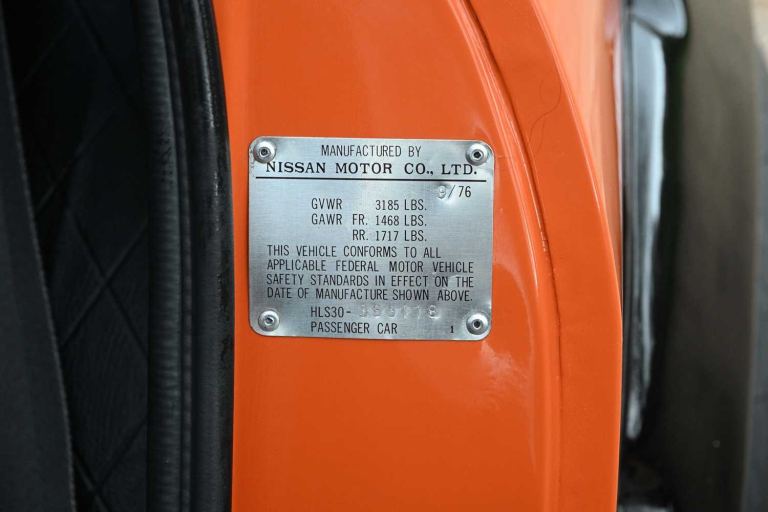 MANUFACTURED BY
NISSAN MOTOR CO., LTD.
9/76
GVWR 3185 LBS.
GAWR FR. 1468 LBS.
RR. 1717 LBS.
THIS VEHICLE CONFORMS TO ALL
APPLICABLE FEDERAL MOTOR VEHICLE
SAFETY STANDARDS IN EFFECT ON THE
DATE OF MANUFACTURE SHOWN ABOVE.
HLS30-
PASSENGER CAR 1